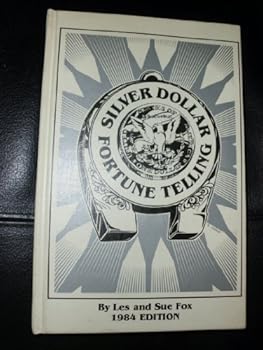 SILVER DOLLAR
FORTUNE TELLING
By Les and Sue Fox
1984 EDITION